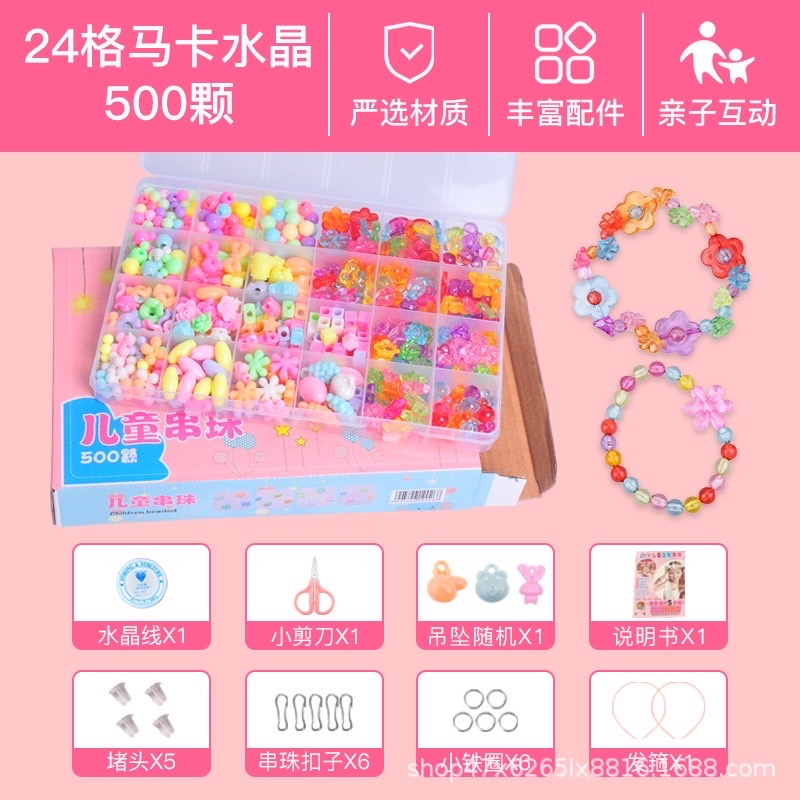 24格马卡水晶
500颗
严选材质
丰富配件
亲子互动
儿童串珠
500颗
儿童串珠
Children beaded
水晶线X1
小剪刀X1
吊坠随机X1
说明书X1
堵头X5
串珠扣子X6
小铁圈X6
发箍X1